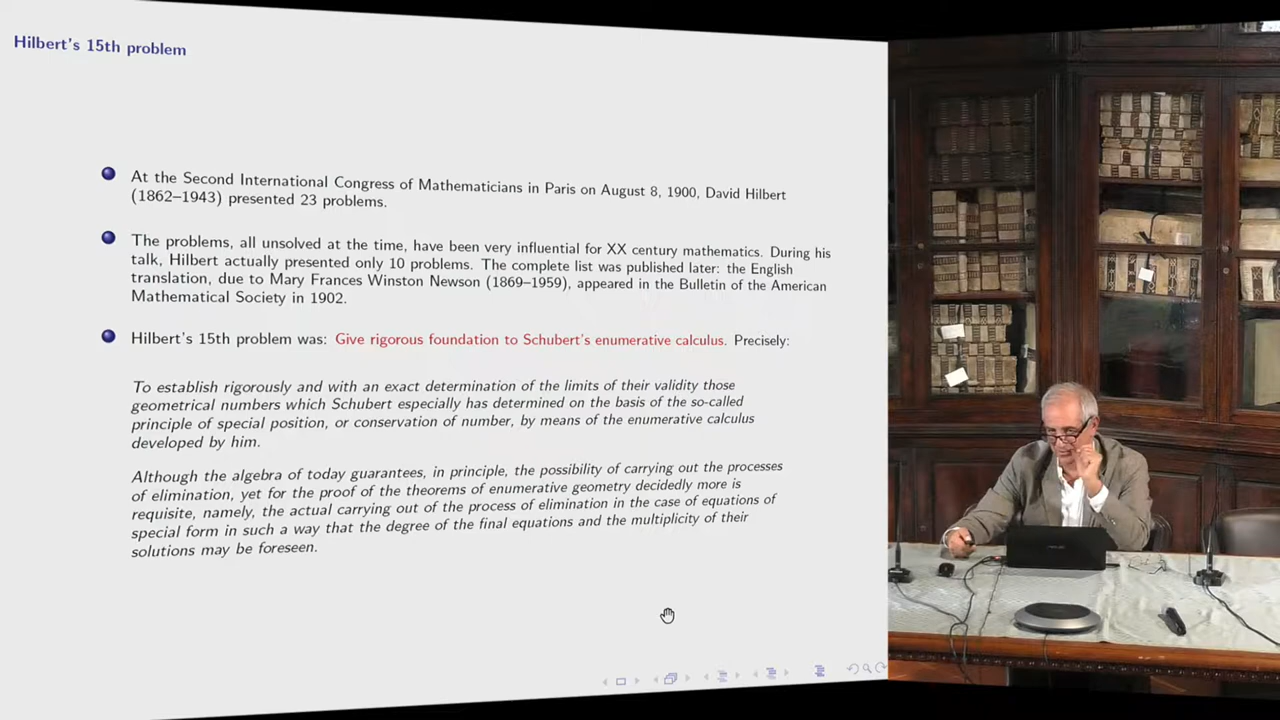 Hilbert's 15th problem
At the Second International Congress of Mathematicians in Paris on August 8, 1900, David Hilbert
(1862–1943) presented 23 problems.
The problems, all unsolved at the time, have been very influential for XX century mathematics. During his
talk, Hilbert actually presented only 10 problems. The complete list was published later: the English
translation, due to Mary Frances Winston Newson (1869–1959), appeared in the Bulletin of the American
Mathematical Society in 1902.
Hilbert's 15th problem was: Give rigorous foundation to Schubert's enumerative calculus. Precisely:
To establish rigorously and with an exact determination of the limits of their validity those
geometrical numbers which Schubert especially has determined on the basis of the so-called
principle of special position, or conservation of number, by means of the enumerative calculus
developed by him.
Although the algebra of today guarantees, in principle, the possibility of carrying out the processes
of elimination, yet for the proof of the theorems of enumerative geometry decidedly more is
requisite, namely, the actual carrying out of the process of elimination in the case of equations of
special form in such a way that the degree of the final equations and the multiplicity of their
solutions may be foreseen.